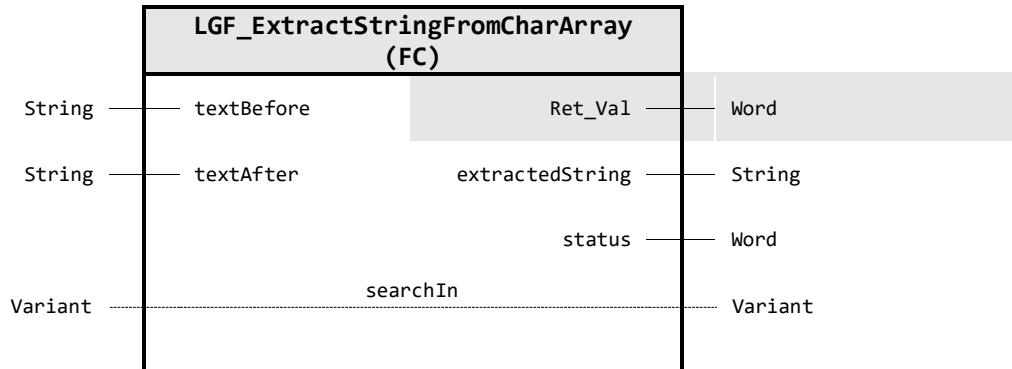 LGF_ExtractStringFromCharArray
(FC)
String textBefore Ret_Val Word
String textAfter extractedString String
status Word
searchIn
Variant Variant